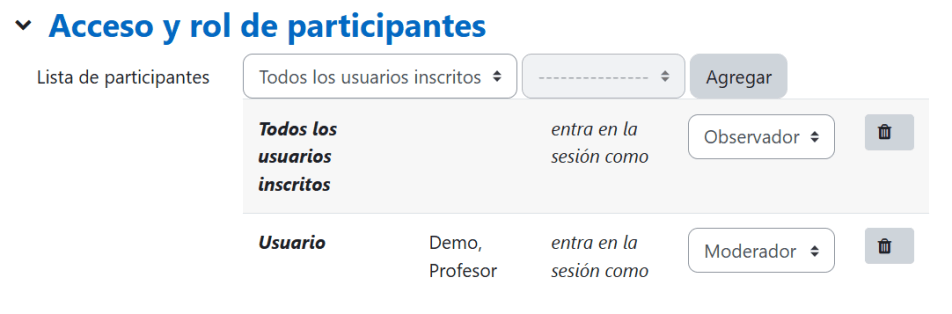 Acceso y rol de participantes
Lista de participantes Todos los usuarios inscritos --------------- Agregar
Todos los usuarios inscritos entra en la sesión como Observador
Usuario Demo, Profesor entra en la sesión como Moderador